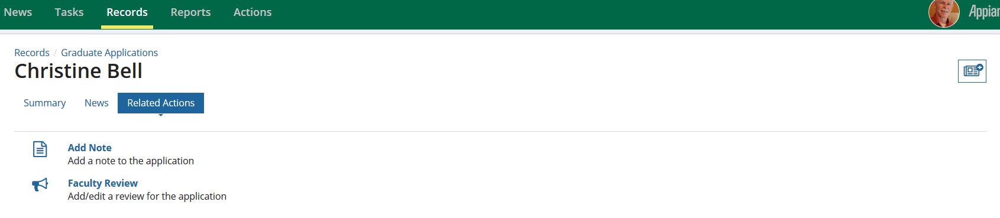 News Tasks Records Reports Actions
Appian
Records / Graduate Applications
Christine Bell
Summary News Related Actions
Add Note
Add a note to the application
Faculty Review
Add/edit a review for the application